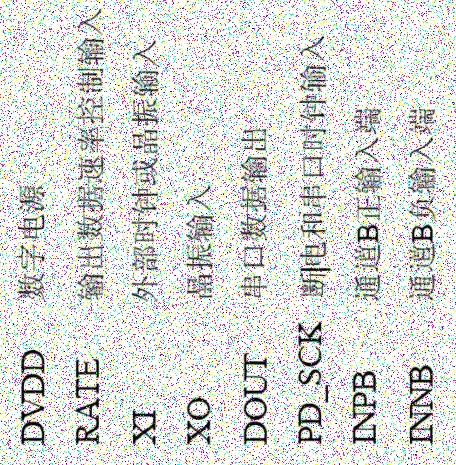 DVDD 数字电源
RATE 输出数据速率控制输入
XI 外部时钟或晶振输入
XO 晶振输入
DOUT 串口数据输出
PD_SCK 断电和串口时钟输入
INPB 通道B正输入端
INNB 通道B负输入端